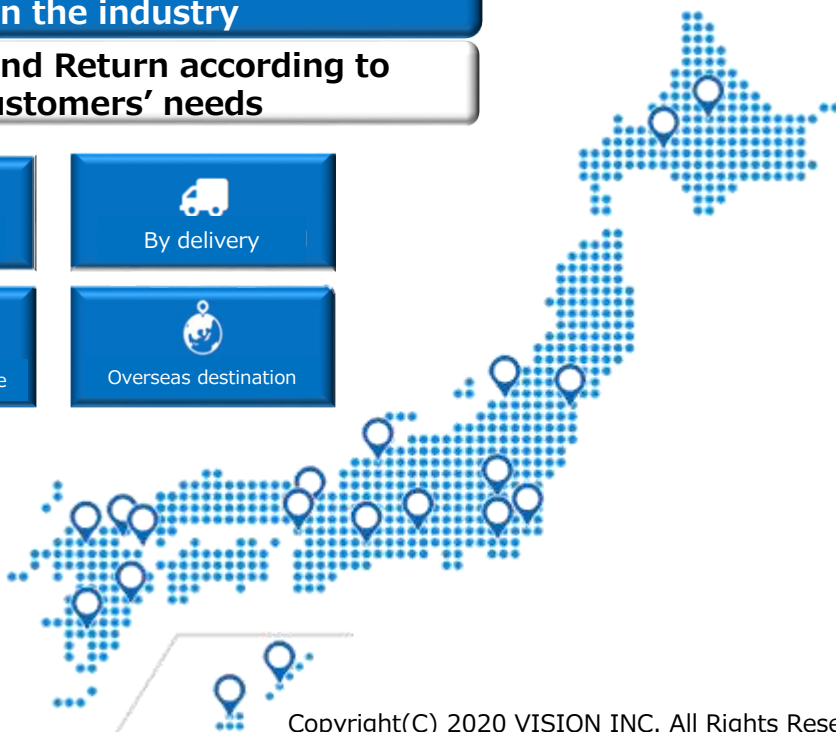 n the industry
nd Return according to
ustomers’ needs
By delivery
e
Overseas destination
Copyright(C) 2020 VISION INC. All Rights Rese